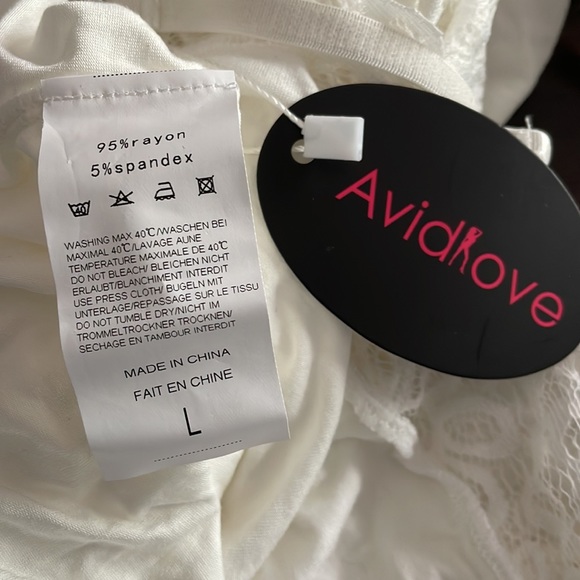 95%rayon
5%spandex
40
WASHING MAX 40℃/WASCHEN BEI
MAXIMAL 40℃/LAVAGE AUNE
TEMPERATURE MAXIMALE DE 40℃
DO NOT BLEACH/ BLEICHEN NICHT
ERLAUBT/BLANCHIMENT INTERDIT
USE PRESS CLOTH/ BUGELN MIT
UNTERLAGE/REPASSAGE SUR LE TISSU
DO NOT TUMBLE DRY/NICHT IM
TROMMELTROCKNER TROCKNEN/
SECHAGE EN TAMBOUR INTERDIT
MADE IN CHINA
FAIT EN CHINE
L
Avidlove